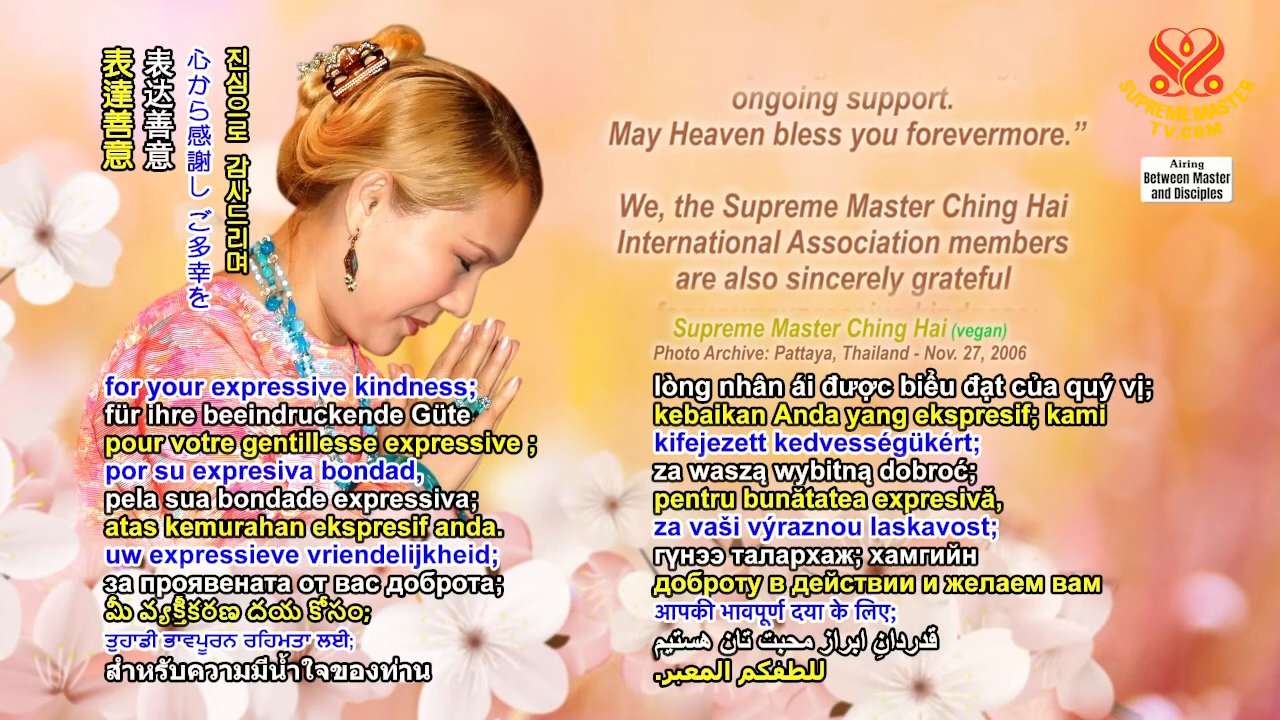 表達善意
表达善意
心から感謝し ご多幸を
진심으로 감사드리며
ongoing support.
May Heaven bless you forevermore.”
We, the Supreme Master Ching Hai
International Association members
are also sincerely grateful
Supreme Master Ching Hai (vegan)
Photo Archive: Pattaya, Thailand - Nov. 27, 2006
SUPREME MASTER
TV.COM
Airing
Between Master
and Disciples
for your expressive kindness;
für ihre beeindruckende Güte
pour votre gentillesse expressive ;
por su expresiva bondad,
pela sua bondade expressiva;
atas kemurahan ekspresif anda.
uw expressieve vriendelijkheid;
за проявената от вас доброта;
మీ వ్యక్తీకరణ దయ కోసం;
ਤੁਹਾਡੀ ਭਾਵਪੂਰਨ ਰਹਿਮਤਾ ਲਈ;
สำหรับความมีน้ำใจของท่าน
lòng nhân ái được biểu đạt của quý vị;
kebaikan Anda yang ekspresif; kami
kifejezett kedvességükért;
za waszą wybitną dobroć;
pentru bunătatea expresivă,
za vaši výraznou laskavost;
гүнээ талархаж; хамгийн
доброту в действии и желаем вам
आपकी भावपूर्ण दया के लिए;
قدردانِ ابراز محبت تان هستیم
للطفكم المعبر.